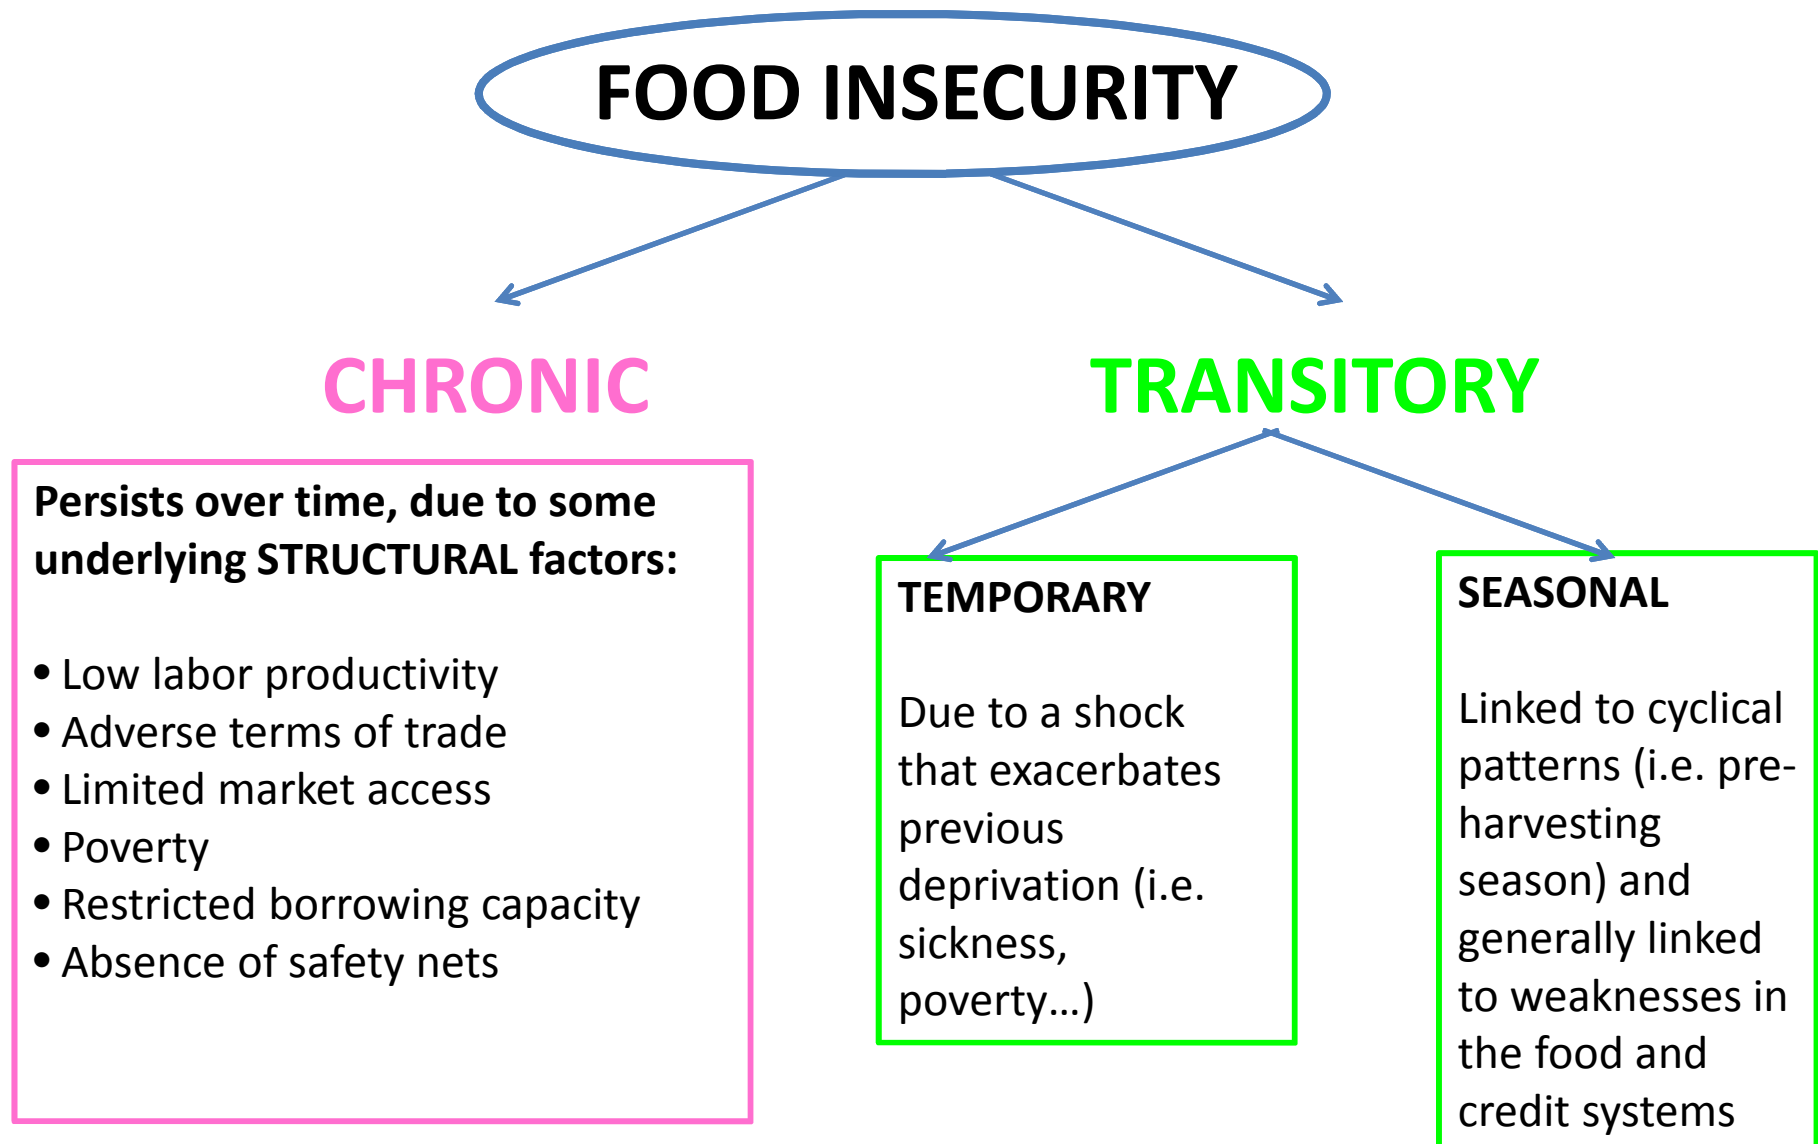 FOOD INSECURITY
CHRONIC
TRANSITORY
Persists over time, due to some
underlying STRUCTURAL factors:
• Low labor productivity
• Adverse terms of trade
• Limited market access
• Poverty
• Restricted borrowing capacity
• Absence of safety nets
TEMPORARY
Due to a shock
that exacerbates
previous
deprivation (i.e.
sickness,
poverty…)
SEASONAL
Linked to cyclical
patterns (i.e. pre-
harvesting
season) and
generally linked
to weaknesses in
the food and
credit systems